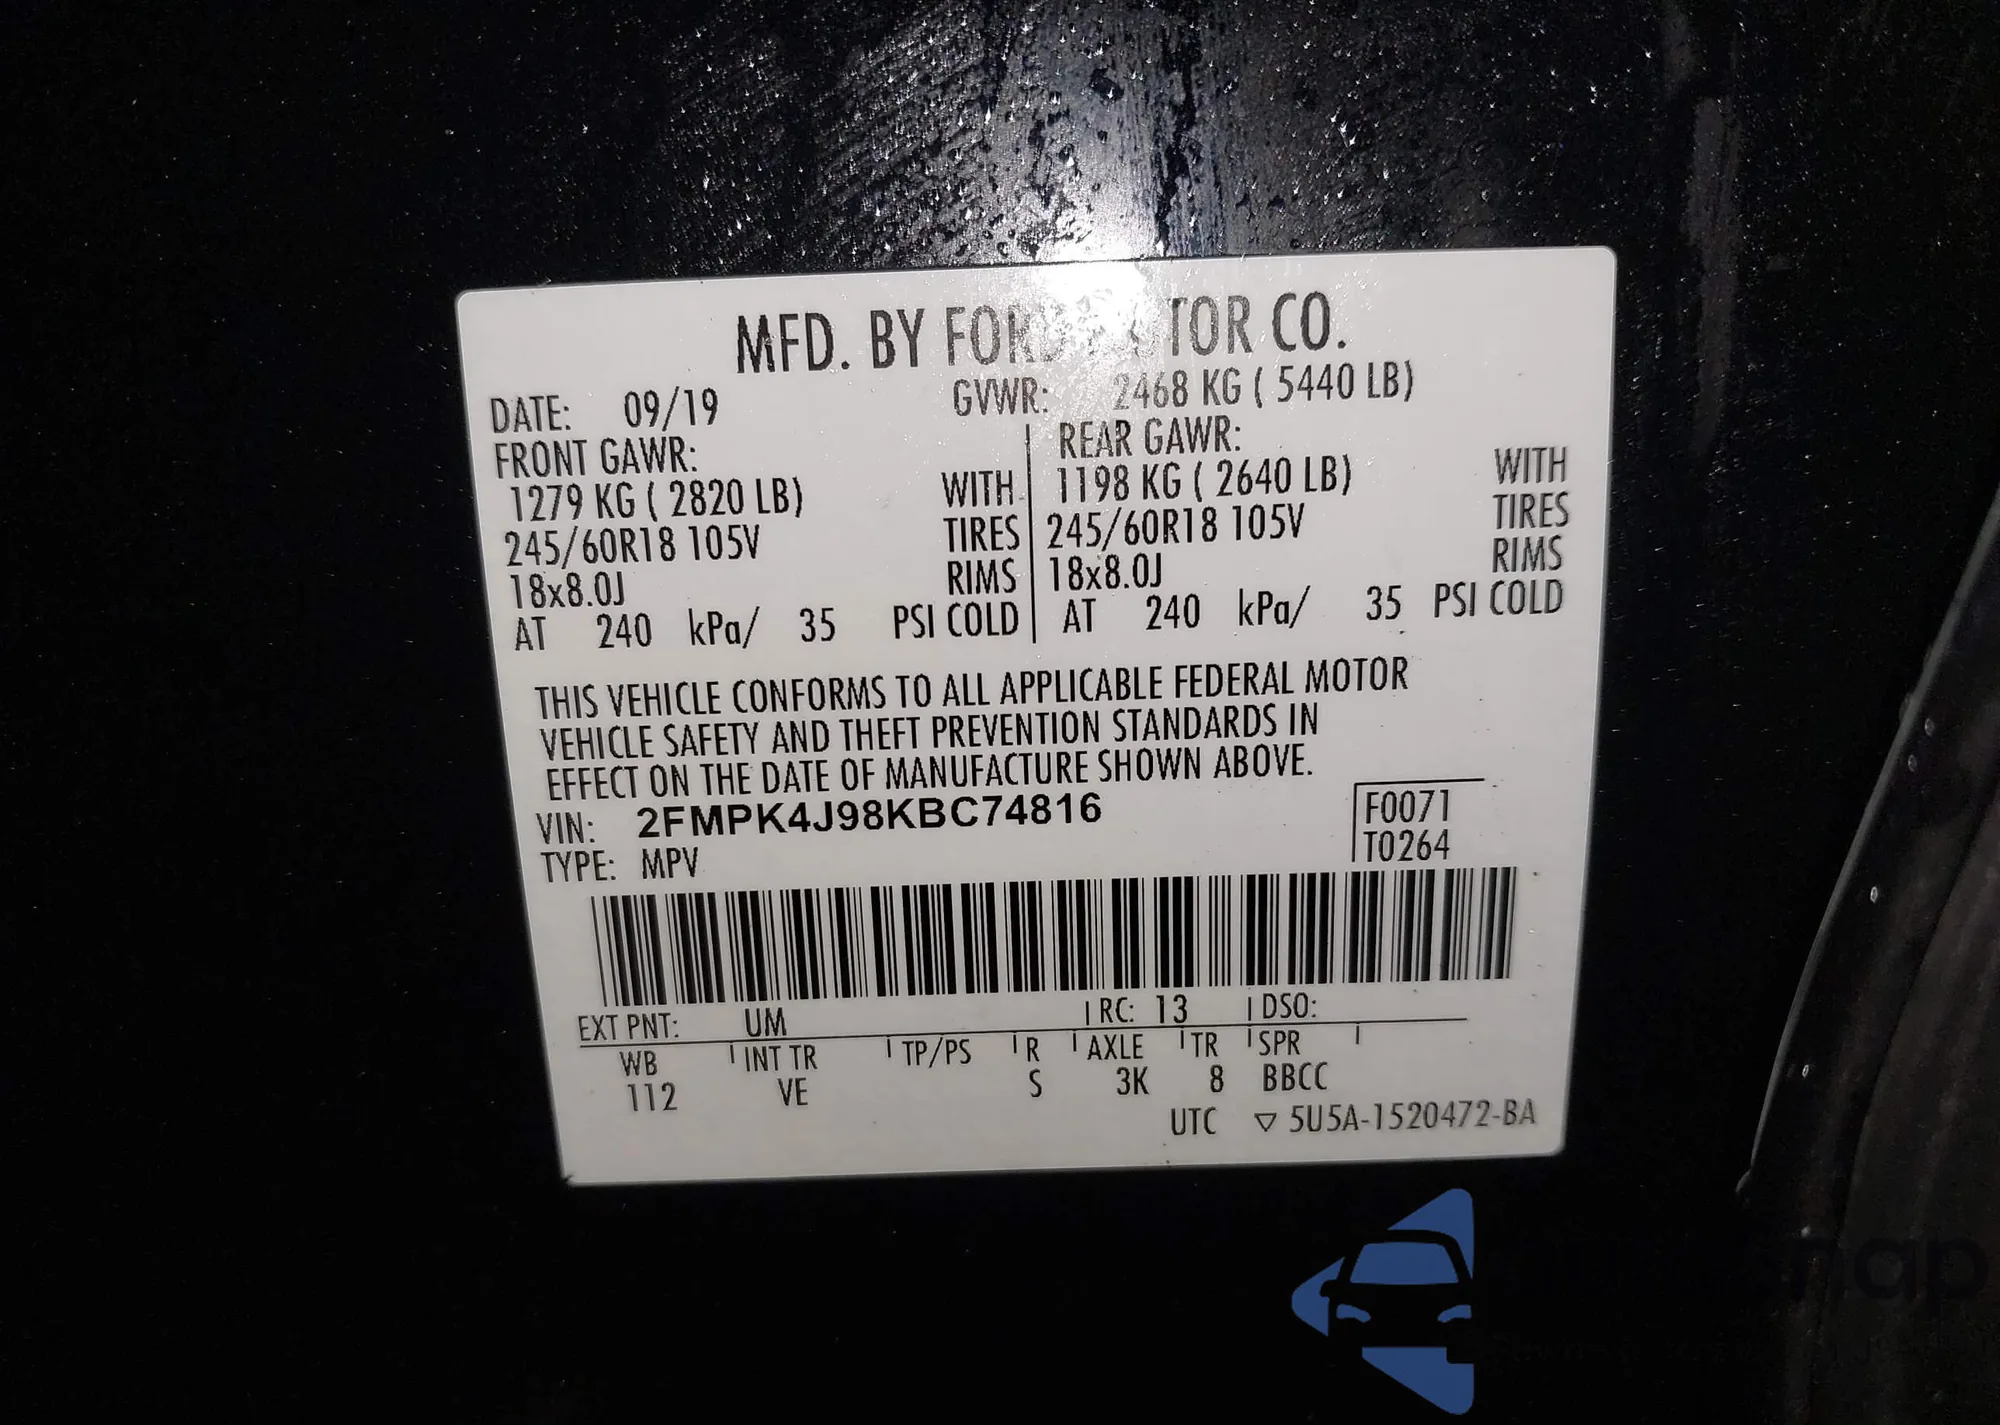 MFD. BY FORD MOTOR CO.
DATE: 09/19 GVWR: 2468 KG ( 5440 LB)
FRONT GAWR: REAR GAWR:
1279 KG ( 2820 LB) WITH 1198 KG ( 2640 LB) WITH
245/60R18 105V TIRES 245/60R18 105V TIRES
18x8.0J RIMS 18x8.0J RIMS
AT 240 kPa/ 35 PSI COLD AT 240 kPa/ 35 PSI COLD
THIS VEHICLE CONFORMS TO ALL APPLICABLE FEDERAL MOTOR
VEHICLE SAFETY AND THEFT PREVENTION STANDARDS IN
EFFECT ON THE DATE OF MANUFACTURE SHOWN ABOVE.
VIN: 2FMPK4J98KBC74816 F0071
TYPE: MPV T0264
EXT PNT: UM RC: 13 DSO:
WB INT TR TP/PS R AXLE TR SPR
112 VE S 3K 8 BBCC
UTC ▽ 5U5A-1520472-BA